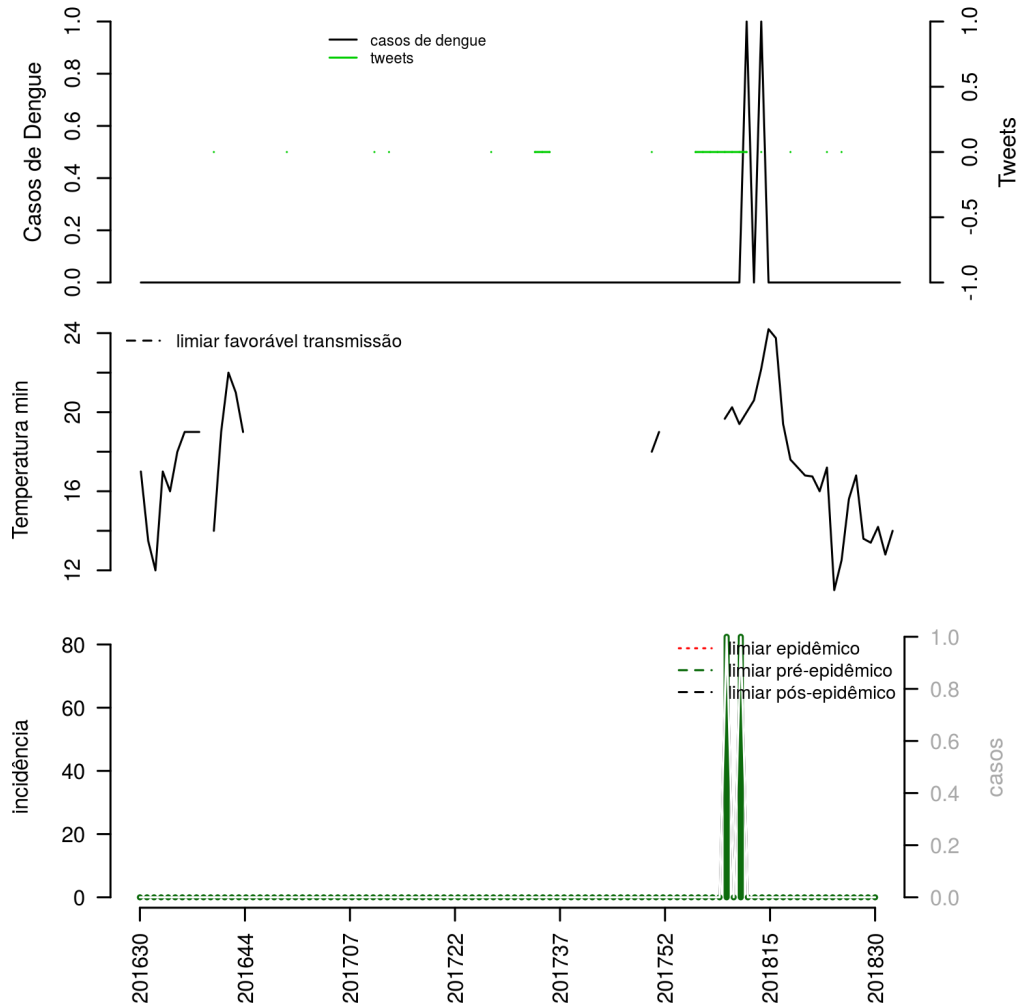 casos de dengue
tweets
Casos de Dengue
0.0 0.2 0.4 0.6 0.8 1.0
Tweets
-1.0 -0.5 0.0 0.5 1.0
limiar favorável transmissão
Temperatura min
12 16 20 24
limiar epidêmico
limiar pré-epidêmico
limiar pós-epidêmico
incidência
80
60
40
20
0
casos
1.0
0.8
0.6
0.4
0.2
0.0
201630 201644 201707 201722 201737 201752 201815 201830